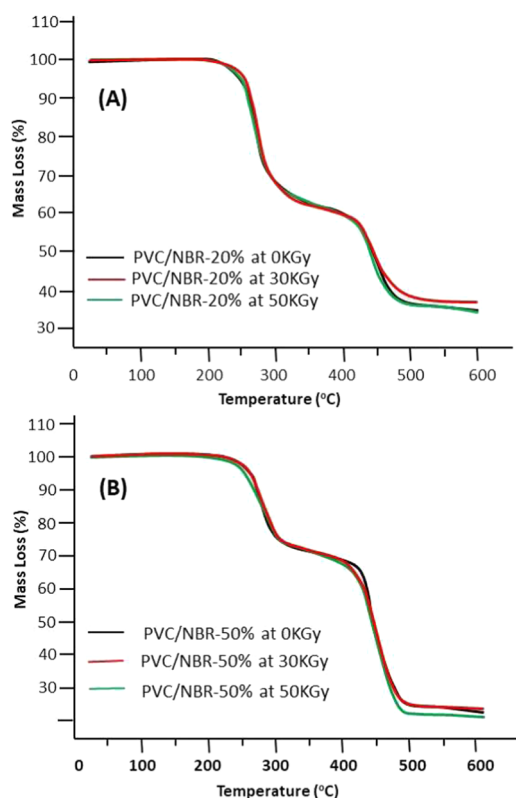 110
100
90
80
70
60
50
40
30
Mass Loss (%)
(A)
PVC/NBR-20% at 0KGy
PVC/NBR-20% at 30KGy
PVC/NBR-20% at 50KGy
0 100 200 300 400 500 600
Temperature (°C)
110
100
90
80
70
60
50
40
30
Mass Loss (%)
(B)
PVC/NBR-50% at 0KGy
PVC/NBR-50% at 30KGy
PVC/NBR-50% at 50KGy
0 100 200 300 400 500 600
Temperature (°C)